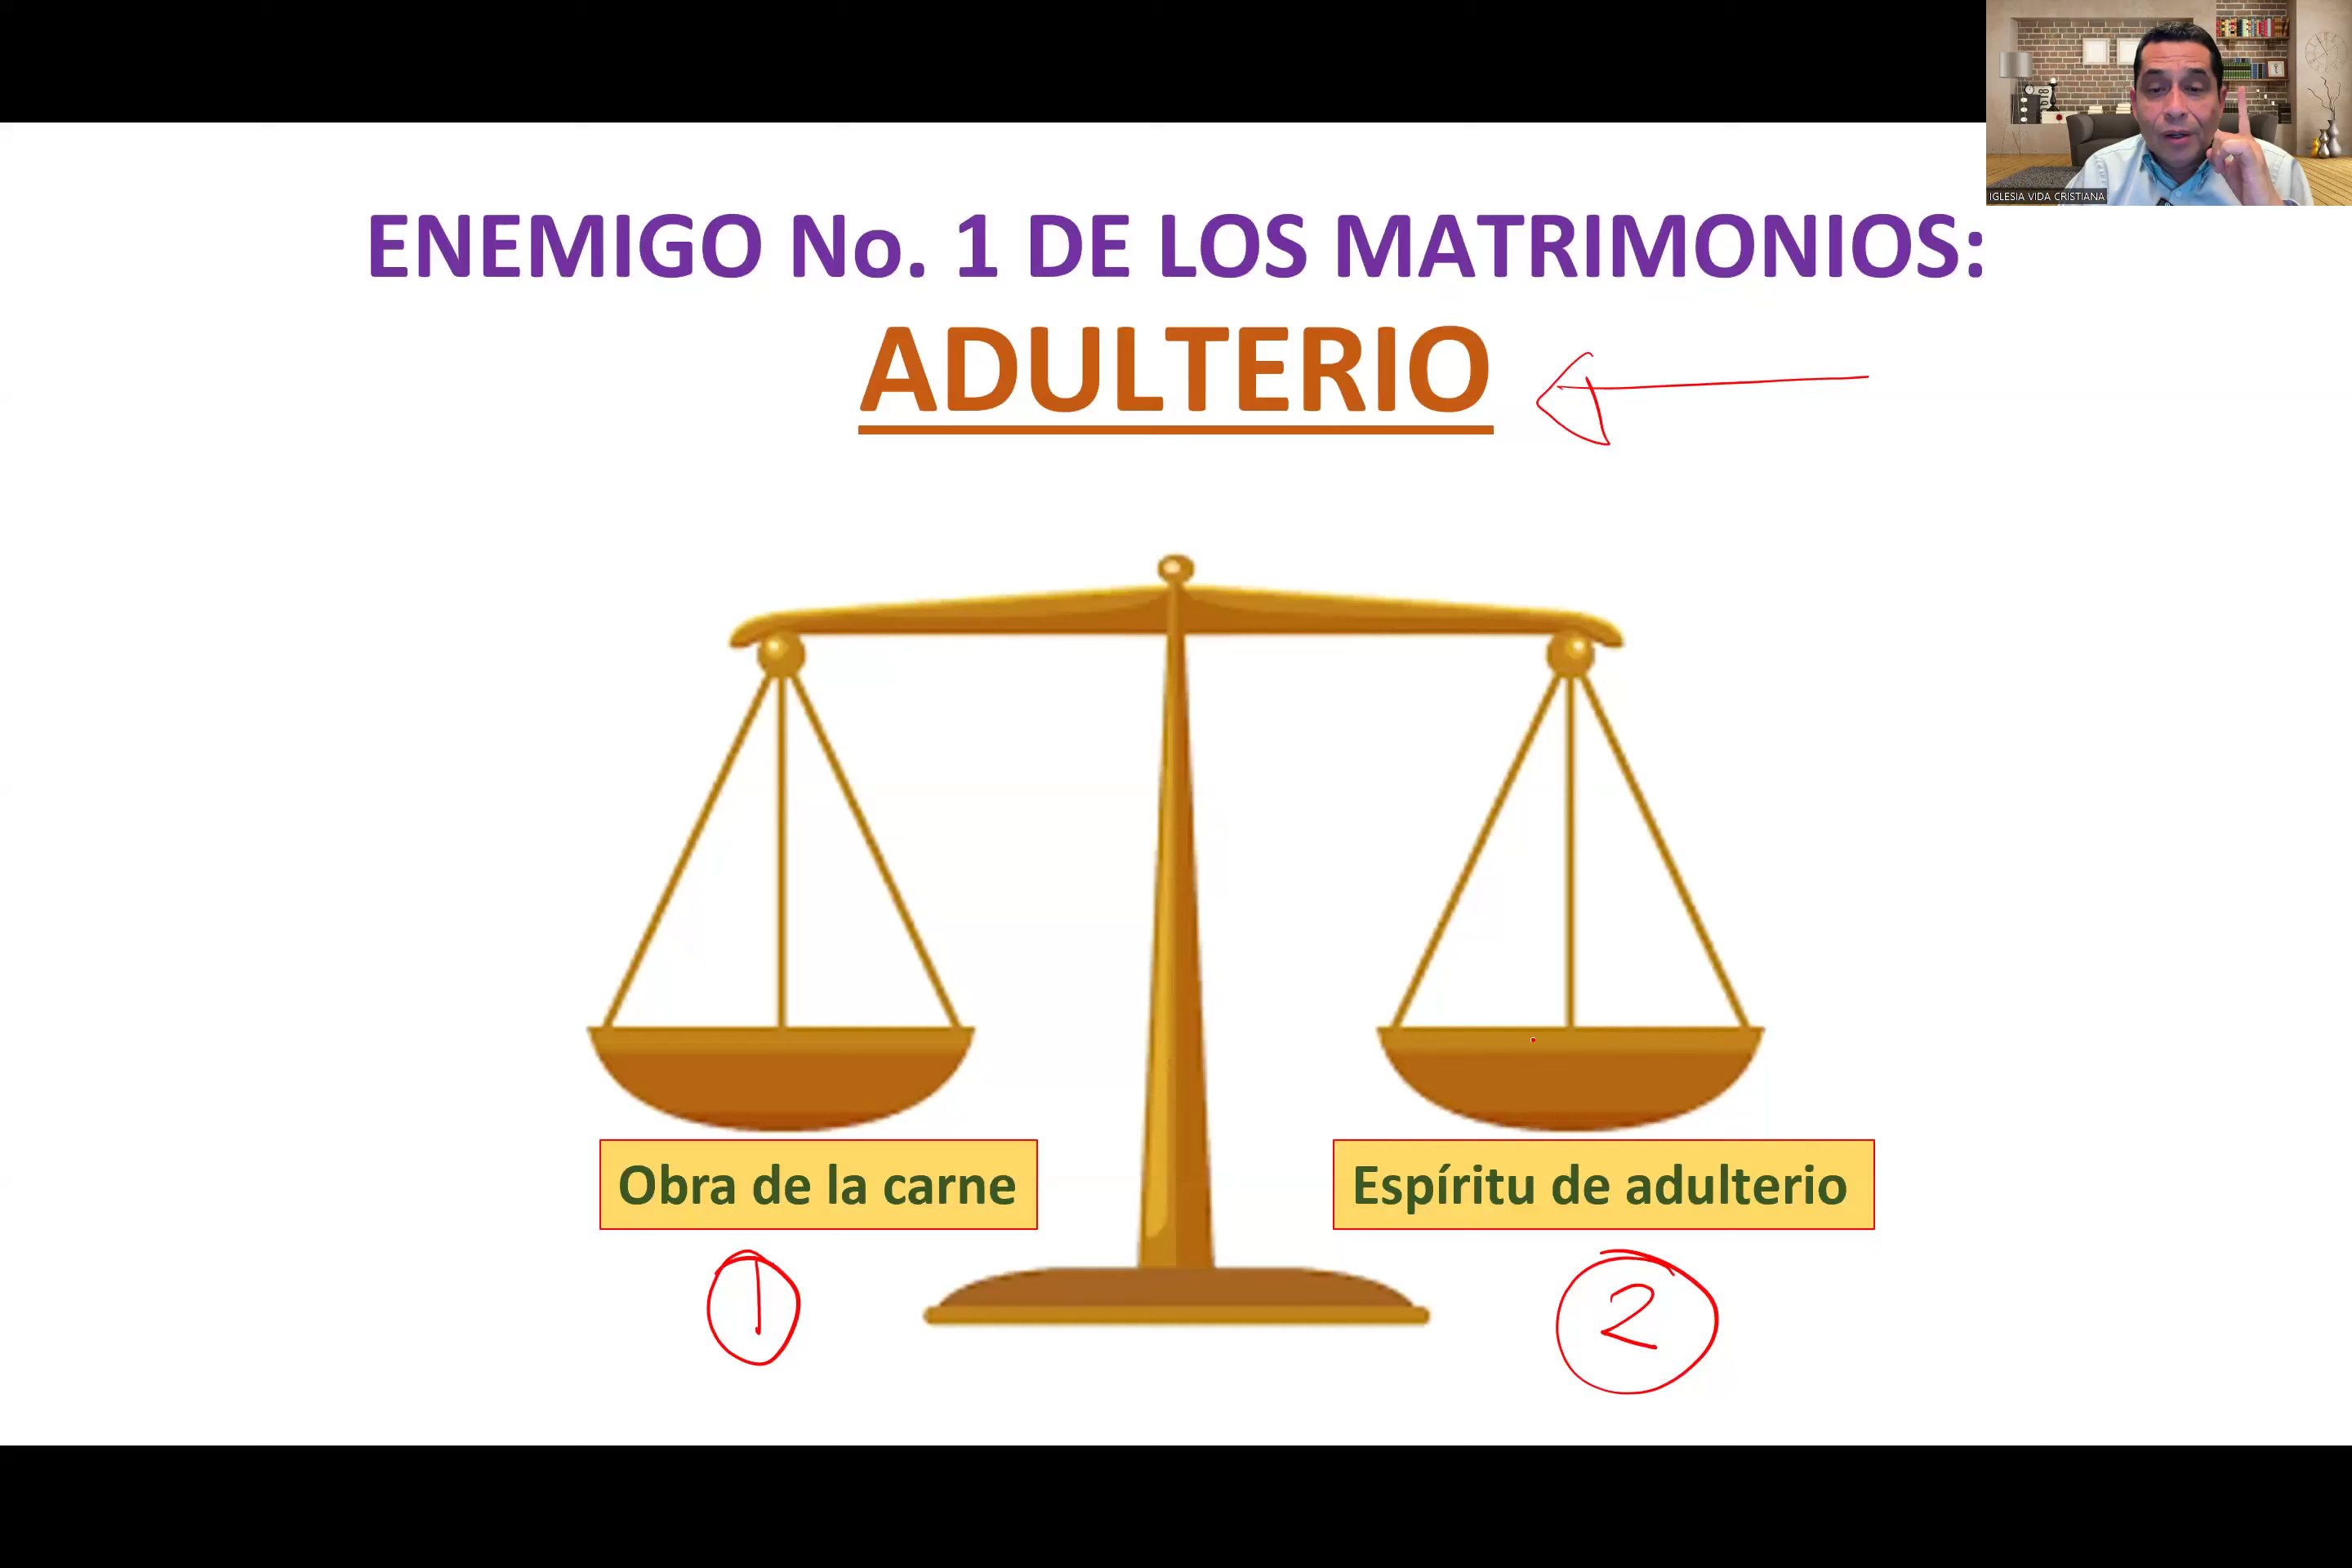 IGLESIA VIDA CRISTIANA
ENEMIGO No. 1 DE LOS MATRIMONIOS:
ADULTERIO
Obra de la carne
Espíritu de adulterio
1
2